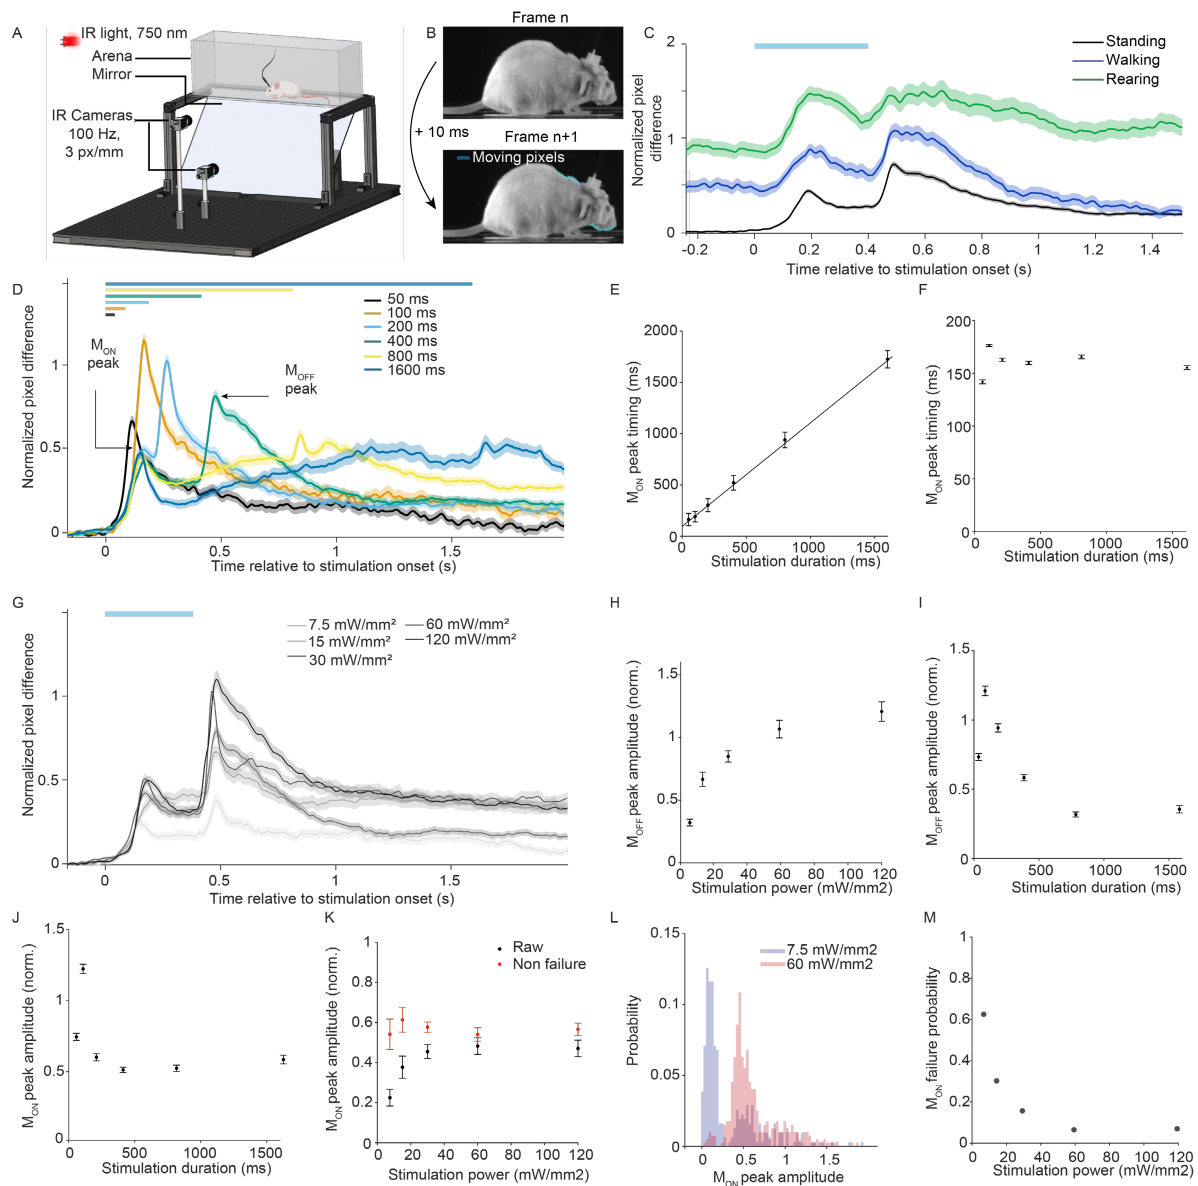 A
IR light, 750 nm
Arena
Mirror
IR Cameras
100 Hz,
3 px/mm
B
Frame n
+ 10 ms
Frame n+1
Moving pixels
C
Standing
Walking
Rearing
Normalized pixel
difference
2
1
0
-0.2
0
0.2
0.4
0.6
0.8
1
1.2
1.4
Time relative to stimulation onset (s)
D
50 ms
100 ms
200 ms
400 ms
800 ms
1600 ms
MON
peak
MOFF
peak
Normalized pixel difference
1
0.5
0
0
0.5
1
1.5
Time relative to stimulation onset (s)
E
MON peak timing (ms)
2000
1500
1000
500
0
0
500
1000
1500
Stimulation duration (ms)
F
MON peak timing (ms)
200
150
100
50
0
0
500
1000
1500
Stimulation duration (ms)
G
7.5 mW/mm²
15 mW/mm²
30 mW/mm²
60 mW/mm²
120 mW/mm²
Normalized pixel difference
1
0.5
0
0
0.5
1
1.5
Time relative to stimulation onset (s)
H
MOFF peak amplitude (norm.)
1.5
1
0.5
0
0
20
40
60
80
100
120
Stimulation power (mW/mm2)
I
MOFF peak amplitude (norm.)
1.5
1
0.5
0
0
500
1000
1500
Stimulation duration (ms)
J
MON peak amplitude (norm.)
1.5
1
0.5
0
0
500
1000
1500
Stimulation duration (ms)
K
Raw
Non failure
MON peak amplitude (norm.)
1
0.8
0.6
0.4
0.2
0
0
20
40
60
80
100
120
Stimulation power (mW/mm2)
L
7.5 mW/mm2
60 mW/mm2
Probability
0.15
0.1
0.05
0
0
0.5
1
1.5
MON peak amplitude
M
MON failure probability
1
0.8
0.6
0.4
0.2
0
0
20
40
60
80
100
120
Stimulation power (mW/mm2)